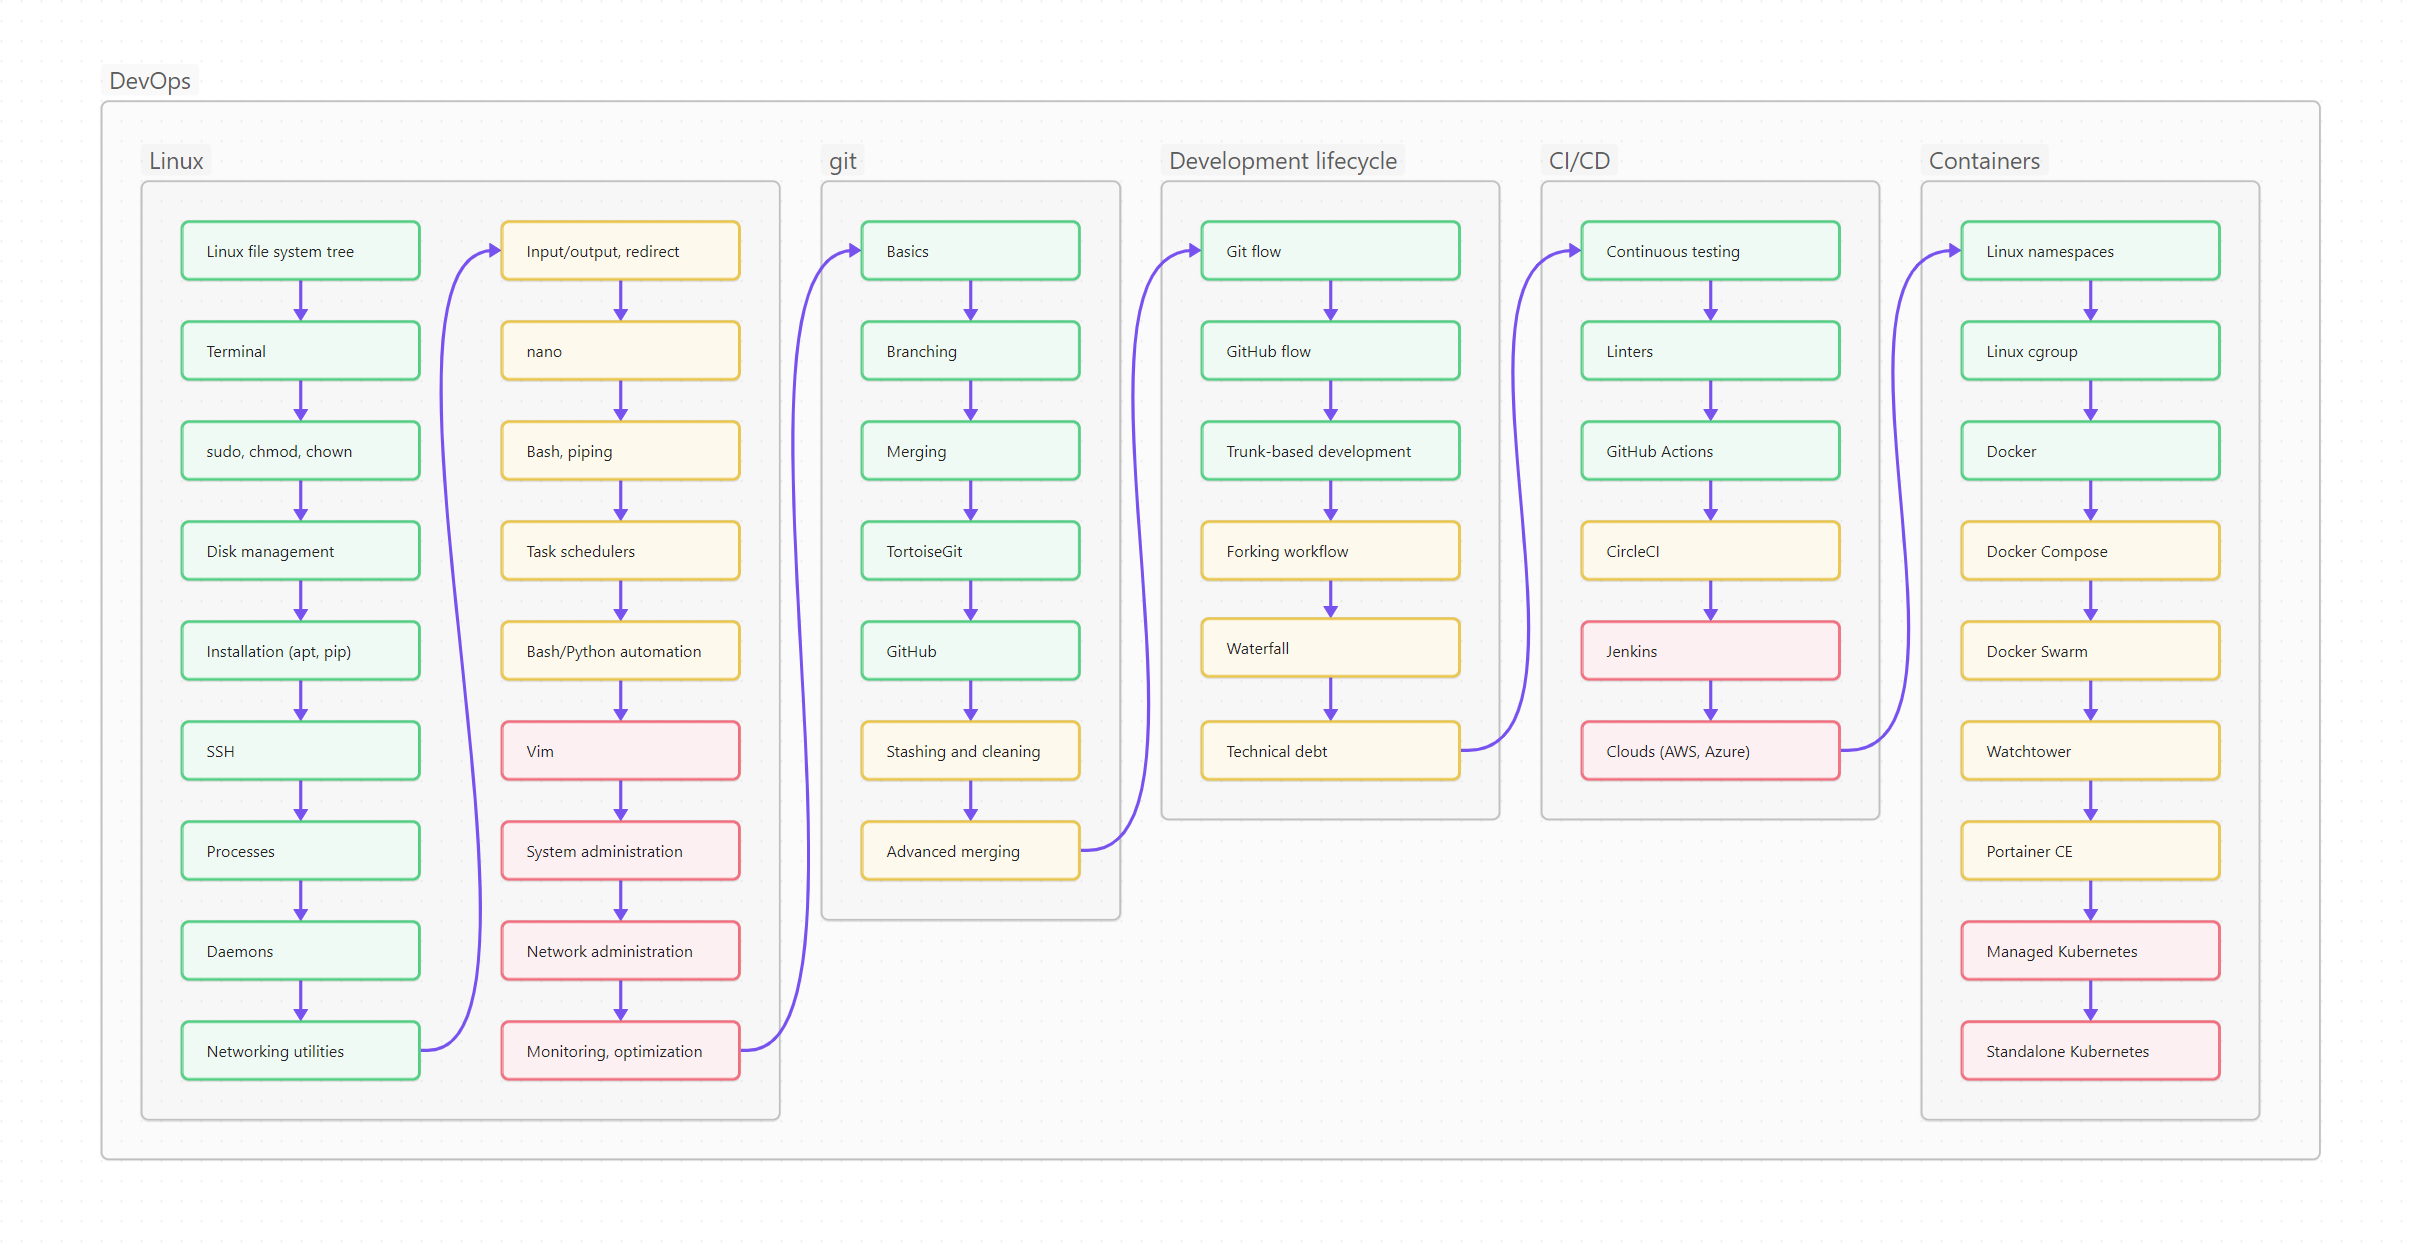 DevOps
Linux
Linux file system tree
Terminal
sudo, chmod, chown
Disk management
Installation (apt, pip)
SSH
Processes
Daemons
Networking utilities
Input/output, redirect
nano
Bash, piping
Task schedulers
Bash/Python automation
Vim
System administration
Network administration
Monitoring, optimization
git
Basics
Branching
Merging
TortoiseGit
GitHub
Stashing and cleaning
Advanced merging
Development lifecycle
Git flow
GitHub flow
Trunk-based development
Forking workflow
Waterfall
Technical debt
CI/CD
Continuous testing
Linters
GitHub Actions
CircleCI
Jenkins
Clouds (AWS, Azure)
Containers
Linux namespaces
Linux cgroup
Docker
Docker Compose
Docker Swarm
Watchtower
Portainer CE
Managed Kubernetes
Standalone Kubernetes